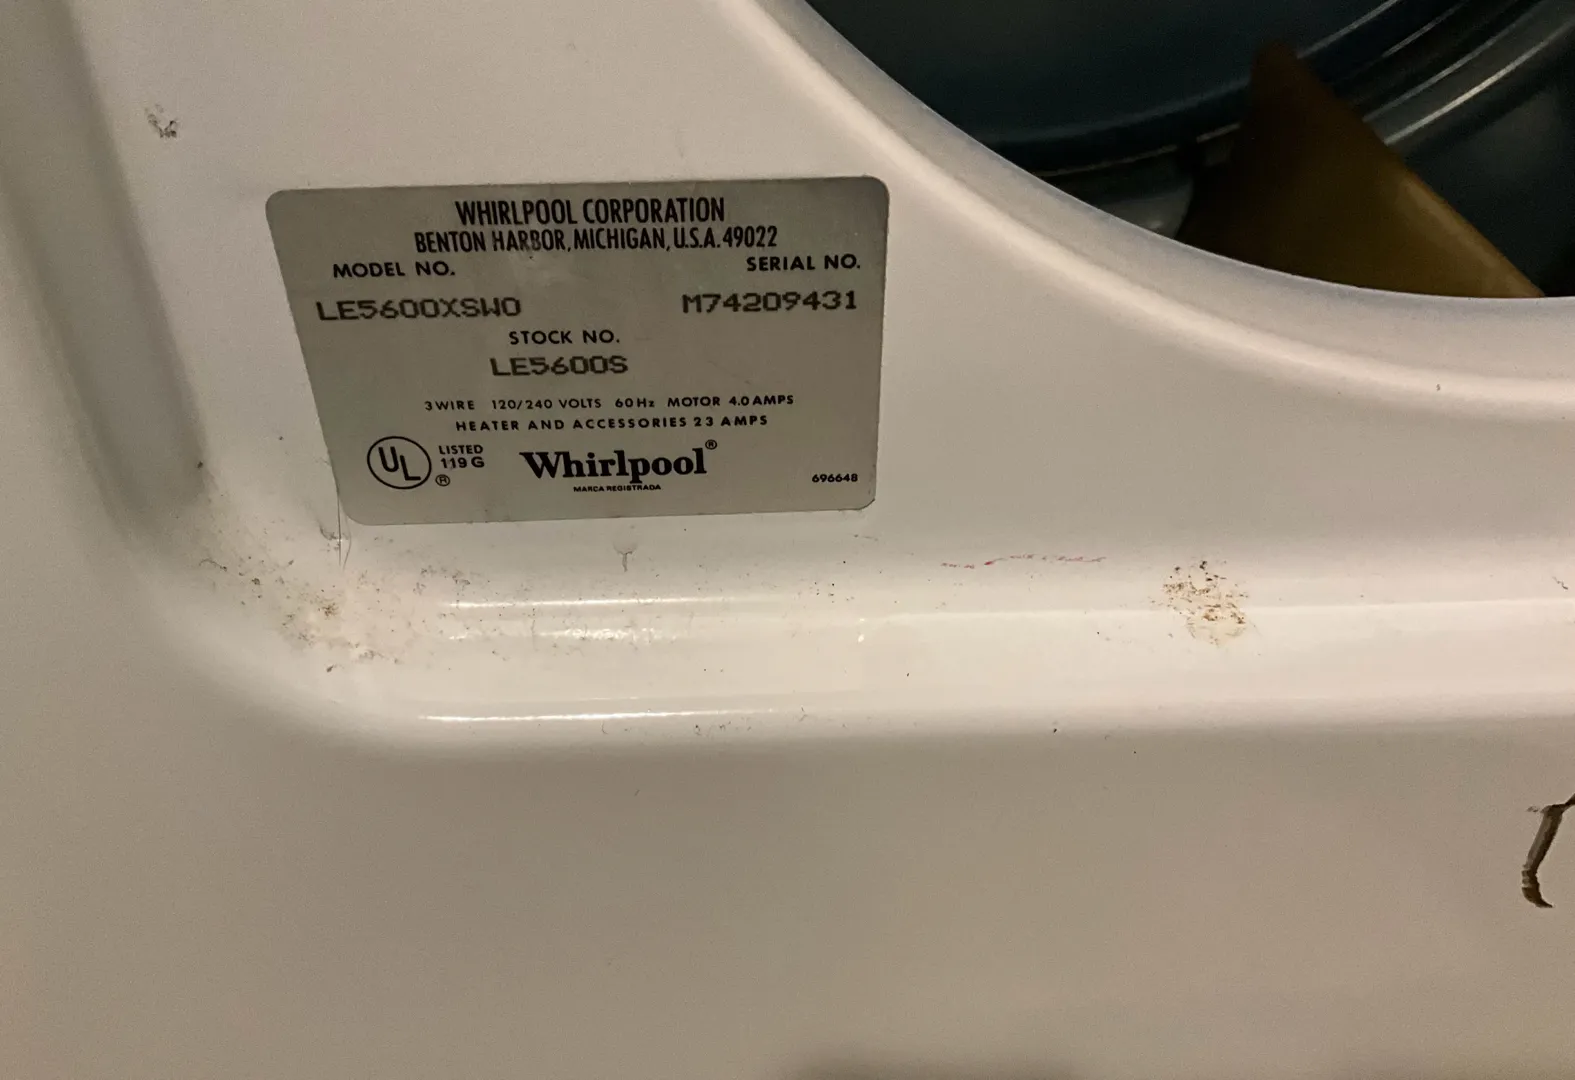 WHIRLPOOL CORPORATION
BENTON HARBOR, MICHIGAN, U.S.A. 49022
MODEL NO. SERIAL NO.
LE5600XSW0 M74209431
STOCK NO.
LE5600S
3 WIRE 120/240 VOLTS 60 Hz MOTOR 4.0 AMPS
HEATER AND ACCESSORIES 23 AMPS
UL ® LISTED
119 G
Whirlpool®
MARCA REGISTRADA
696648